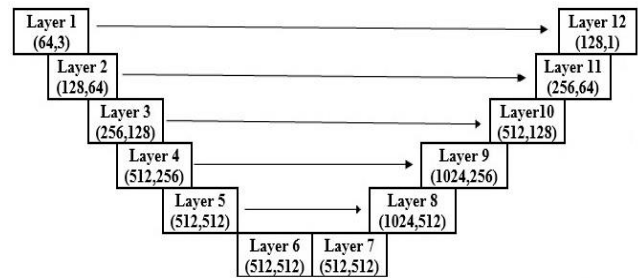 Layer 1
(64,3)
Layer 12
(128,1)
Layer 2
(128,64)
Layer 11
(256,64)
Layer 3
(256,128)
Layer10
(512,128)
Layer 4
(512,256)
Layer 9
(1024,256)
Layer 5
(512,512)
Layer 8
(1024,512)
Layer 6
(512,512)
Layer 7
(512,512)